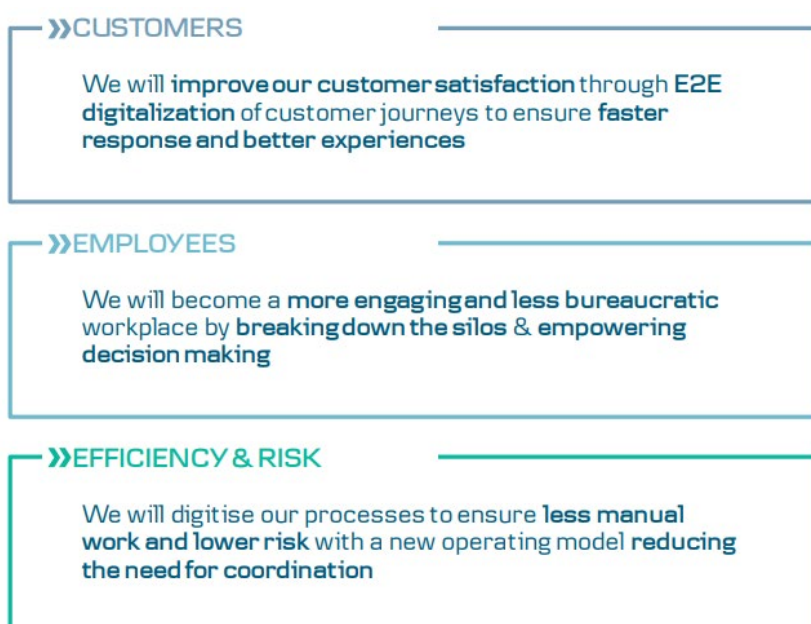 »CUSTOMERS
We will improve our customer satisfaction through E2E
digitalization of customer journeys to ensure faster
response and better experiences
»EMPLOYEES
We will become a more engaging and less bureaucratic
workplace by breaking down the silos & empowering
decision making
»EFFICIENCY & RISK
We will digitise our processes to ensure less manual
work and lower risk with a new operating model reducing
the need for coordination